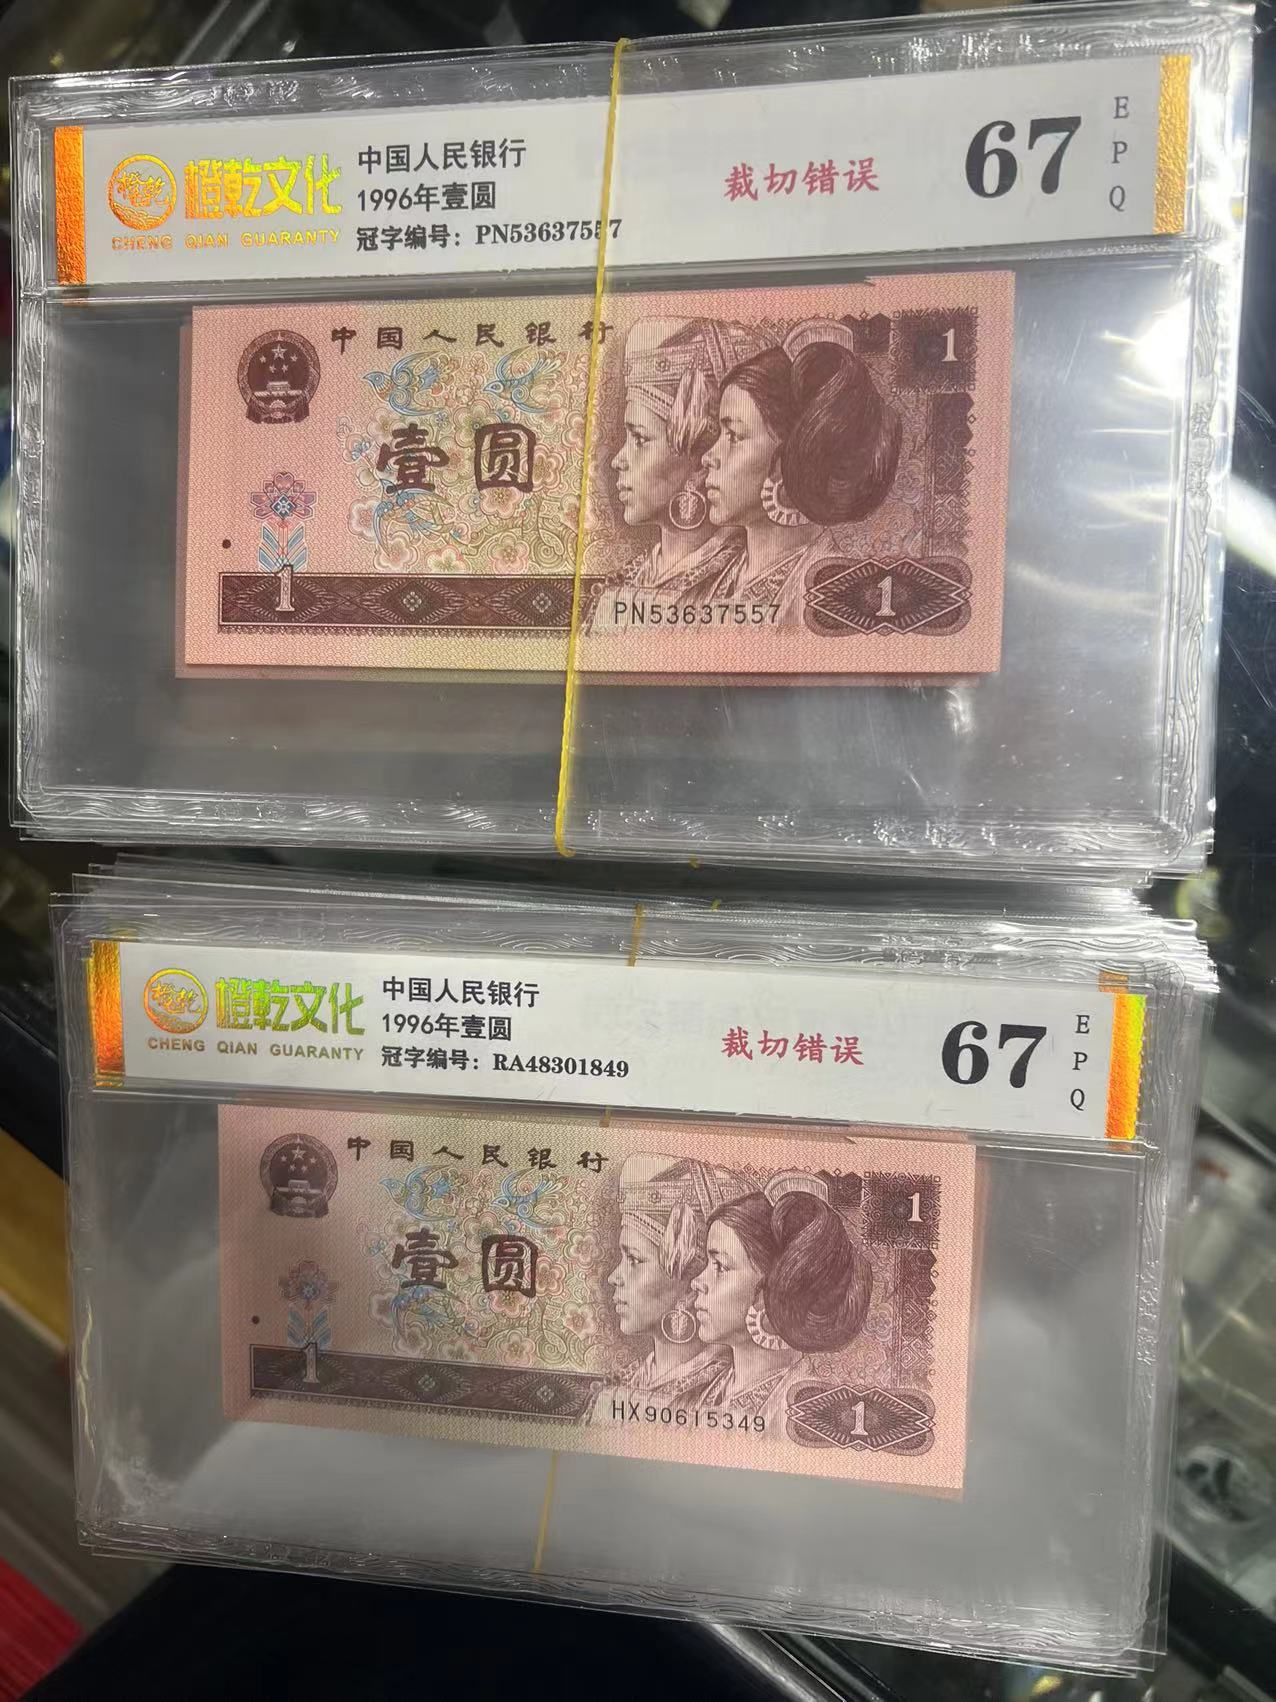 橙乾文化
CHENG QIAN GUARANTY
中国人民银行
1996年壹圆
冠字编号：PN53637557
裁切错误
67
EPQ
中国人民银行
1
壹圆
1
PN53637557
1
橙乾文化
CHENG QIAN GUARANTY
中国人民银行
1996年壹圆
冠字编号：RA48301849
裁切错误
67
EPQ
中国人民银行
1
壹圆
1
HX90615349
1